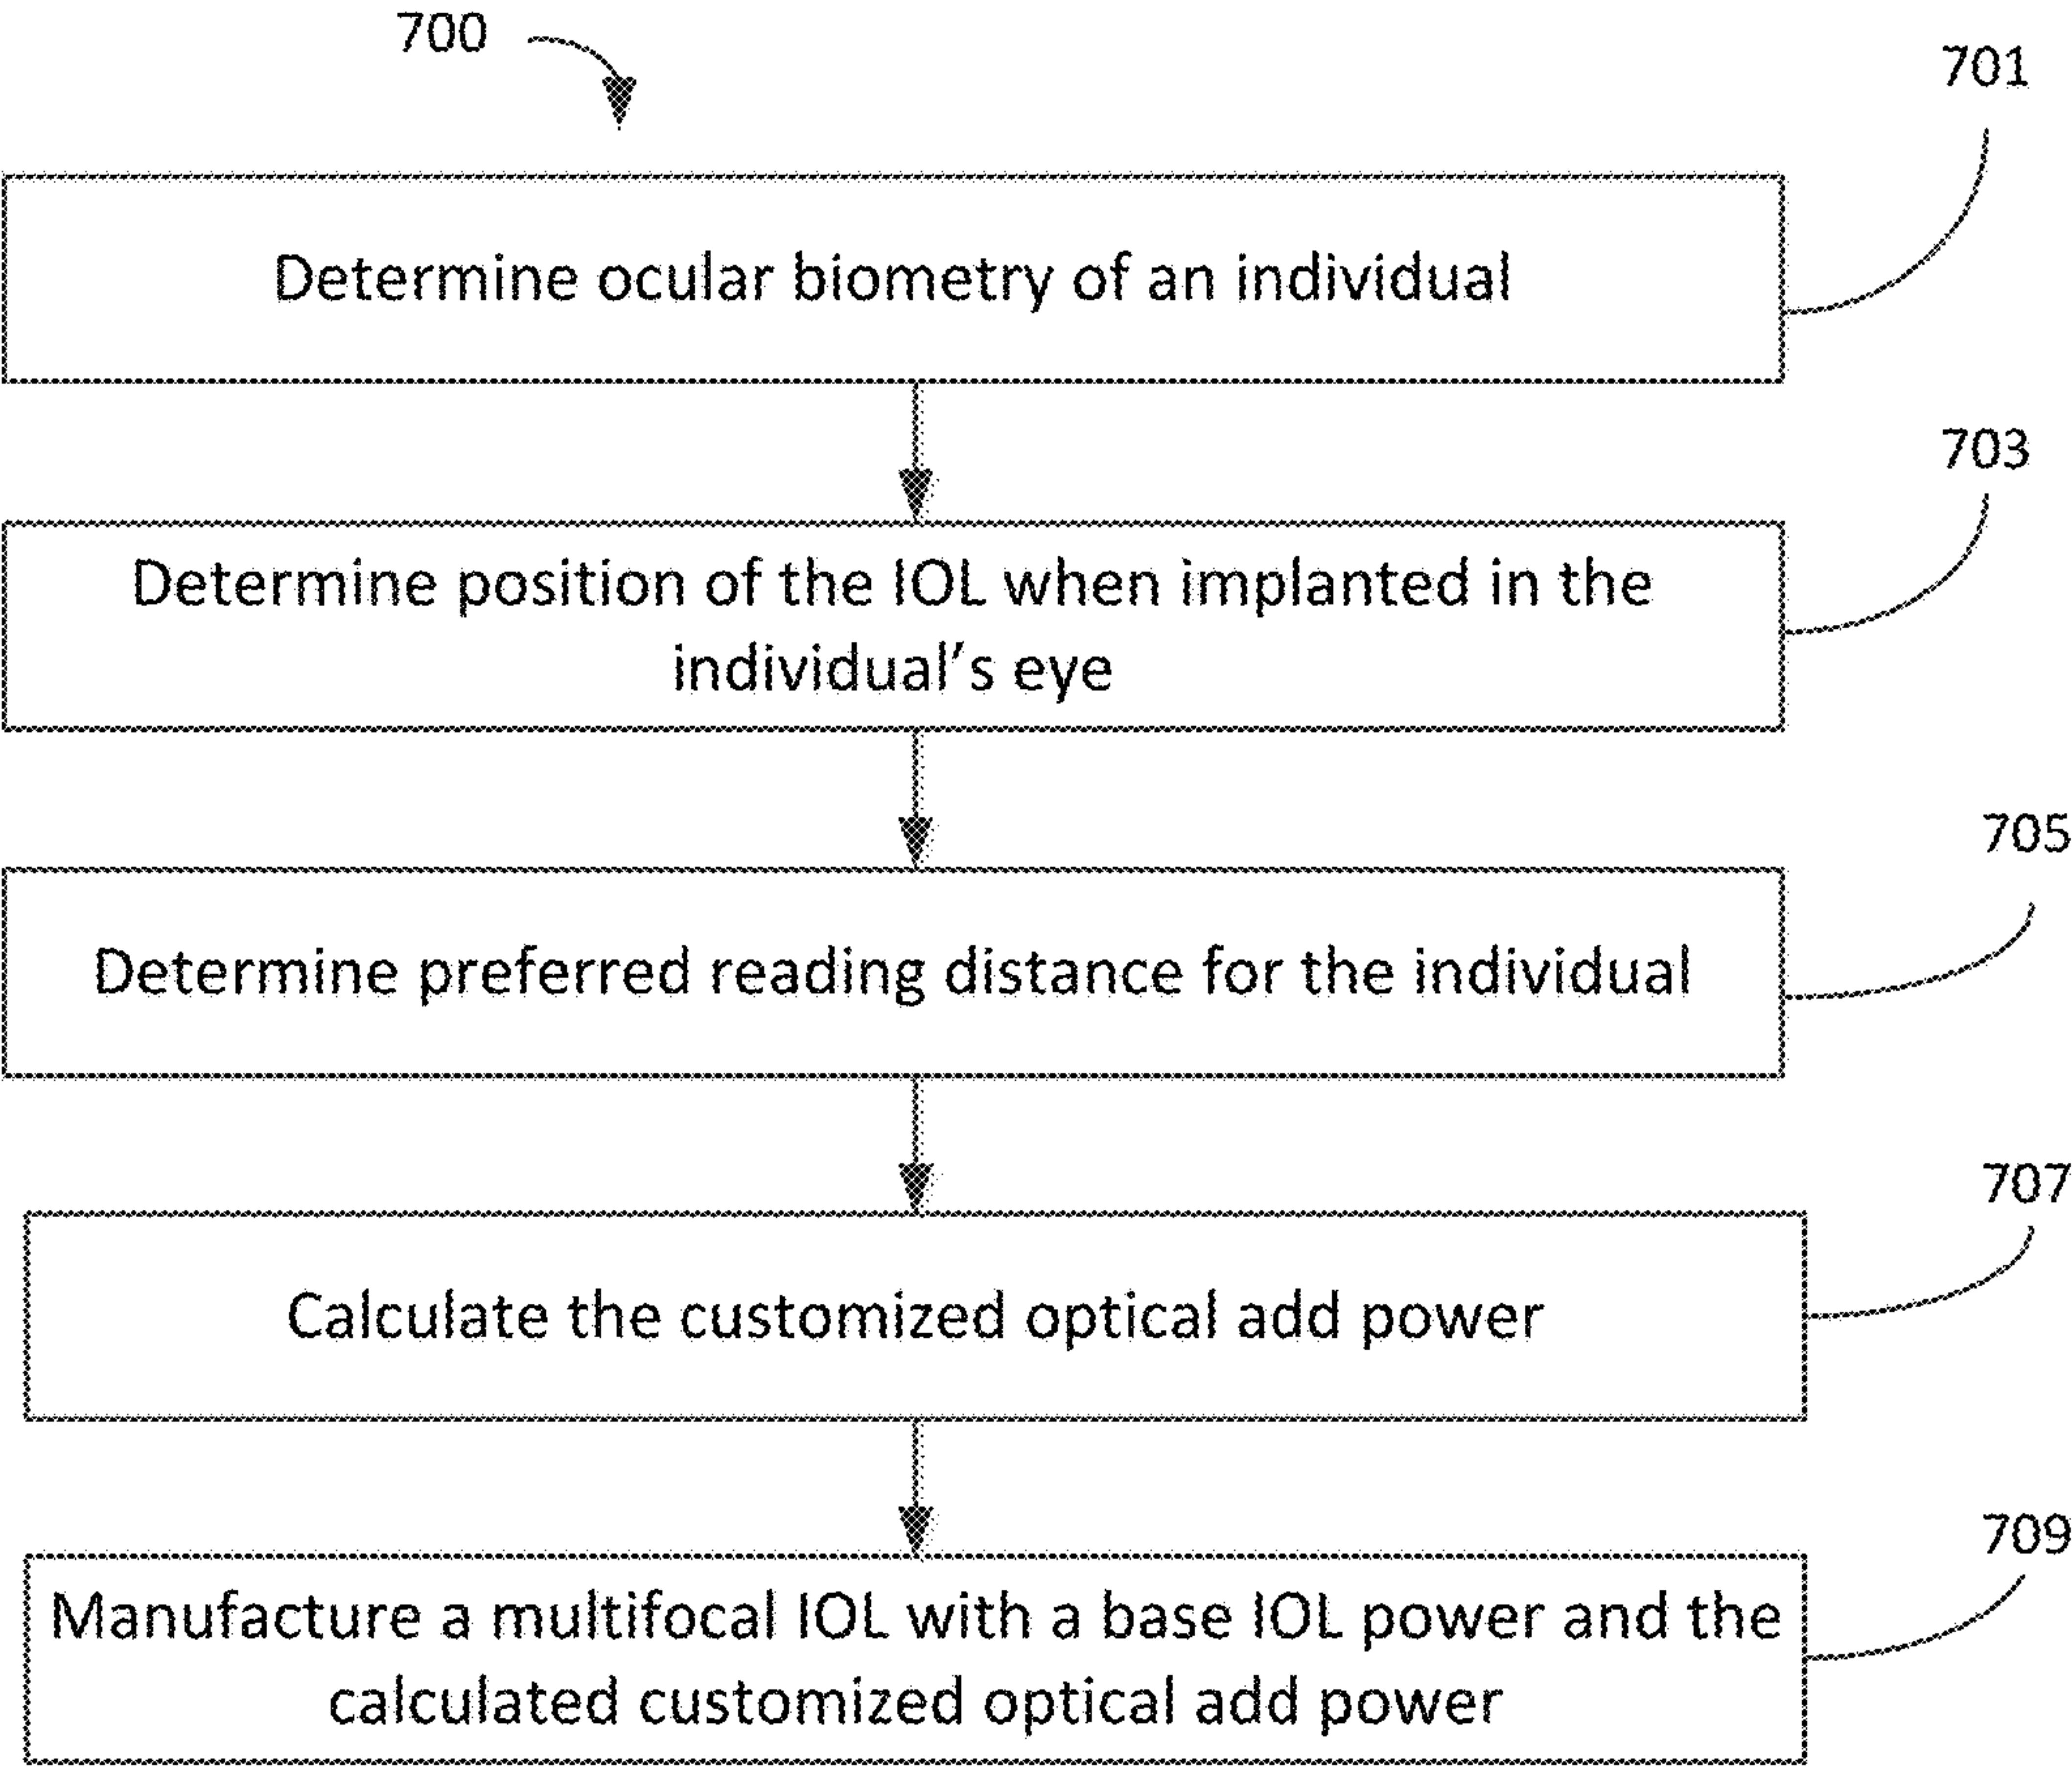 700
701
Determine ocular biometry of an individual
703
Determine position of the IOL when implanted in the
individual's eye
705
Determine preferred reading distance for the individual
707
Calculate the customized optical add power
709
Manufacture a multifocal IOL with a base IOL power and the
calculated customized optical add power